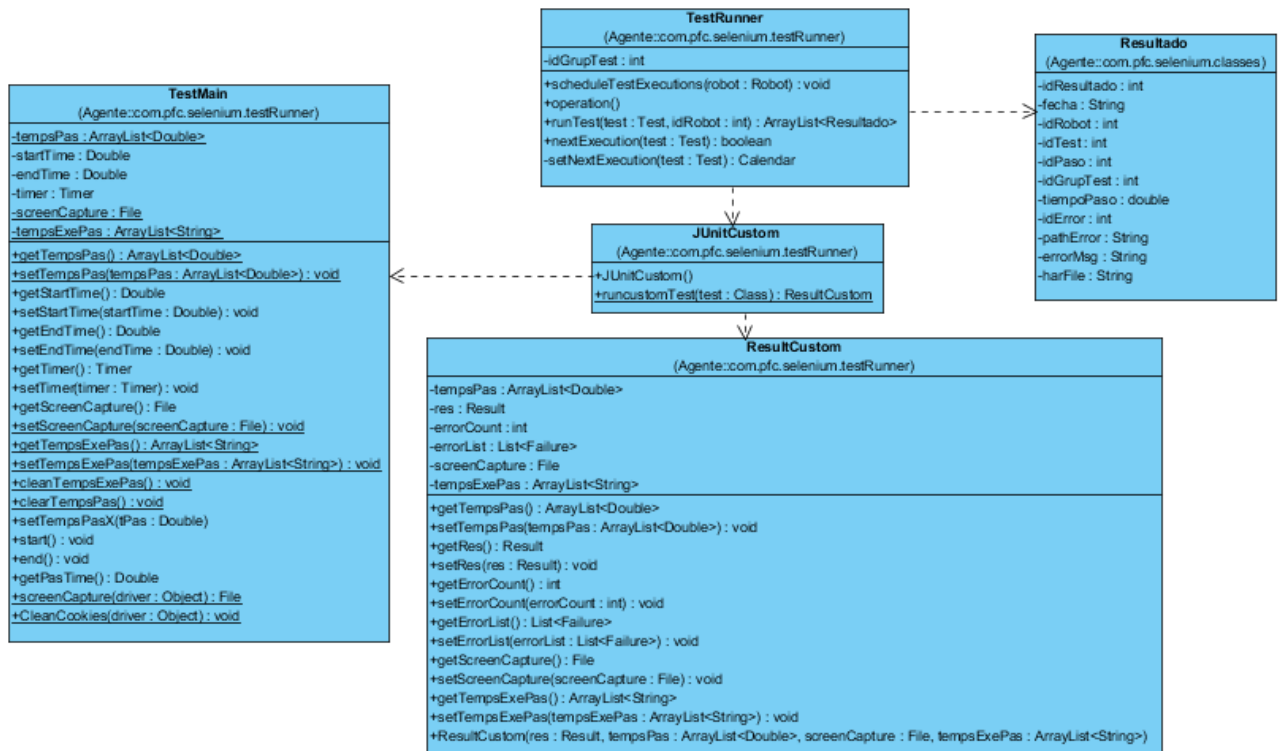 TestRunner
(Agente::com.pfc.selenium.testRunner)
-idGrupTest : int
+scheduleTestExecutions(robot : Robot) : void
+operation()
+runTest(test : Test, idRobot : int) : ArrayList<Resultado>
+nextExecution(test : Test) : boolean
-setNextExecution(test : Test) : Calendar
Resultado
(Agente::com.pfc.selenium.classes)
-idResultado : int
-fecha : String
-idRobot : int
-idTest : int
-idPaso : int
-idGrupTest : int
-tiempoPaso : double
-idError : int
-pathError : String
-errorMsg : String
-harFile : String
TestMain
(Agente::com.pfc.selenium.testRunner)
-tempsPas : ArrayList<Double>
-startTime : Double
-endTime : Double
-timer : Timer
-screenCapture : File
-tempsExePas : ArrayList<String>
+getTempsPas() : ArrayList<Double>
+setTempsPas(tempsPas : ArrayList<Double>) : void
+getStartTime() : Double
+setStartTime(startTime : Double) : void
+getEndTime() : Double
+setEndTime(endTime : Double) : void
+getTimer() : Timer
+setTimer(timer : Timer) : void
+getScreenCapture() : File
+setScreenCapture(screenCapture : File) : void
+getTempsExePas() : ArrayList<String>
+setTempsExePas(tempsExePas : ArrayList<String>) : void
+cleanTempsExePas() : void
+clearTempsPas() : void
+setTempsPasX(tPas : Double)
+start() : void
+end() : void
+getPasTime() : Double
+screenCapture(driver : Object) : File
+CleanCookies(driver : Object) : void
JUnitCustom
(Agente::com.pfc.selenium.testRunner)
+JUnitCustom()
+runcustomTest(test : Class) : ResultCustom
ResultCustom
(Agente::com.pfc.selenium.testRunner)
-tempsPas : ArrayList<Double>
-res : Result
-errorCount : int
-errorList : List<Failure>
-screenCapture : File
-tempsExePas : ArrayList<String>
+getTempsPas() : ArrayList<Double>
+setTempsPas(tempsPas : ArrayList<Double>) : void
+getRes() : Result
+setRes(res : Result) : void
+getErrorCount() : int
+setErrorCount(errorCount : int) : void
+getErrorList() : List<Failure>
+setErrorList(errorList : List<Failure>) : void
+getScreenCapture() : File
+setScreenCapture(screenCapture : File) : void
+getTempsExePas() : ArrayList<String>
+setTempsExePas(tempsExePas : ArrayList<String>) : void
+ResultCustom(res : Result, tempsPas : ArrayList<Double>, screenCapture : File, tempsExePas : ArrayList<String>)